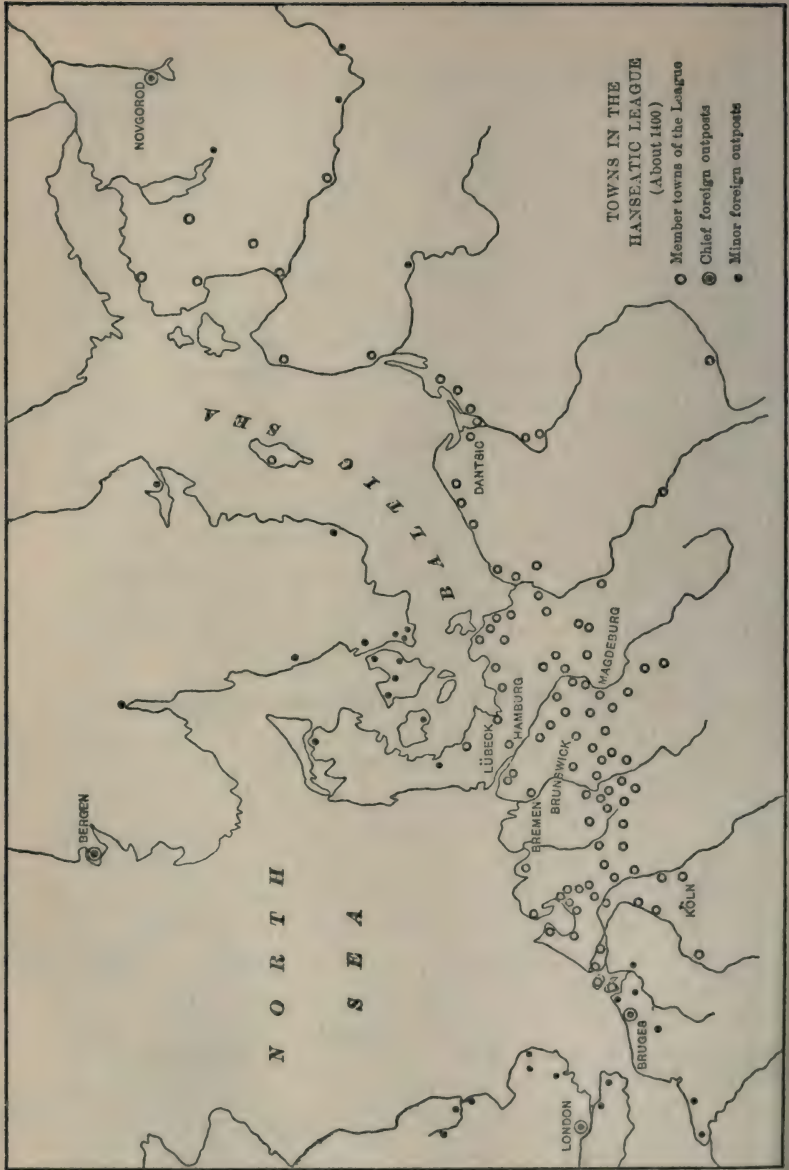 TOWNS IN THE
HANSEATIC LEAGUE
(About 1400)
Member towns of the League
Chief foreign outposts
Minor foreign outposts
BERGEN
NOVGOROD
NORTH
SEA
BALTIC SEA
DANTSIC
LÜBECK
HAMBURG
BREMEN
BRUNSWICK
MAGDEBURG
KÖLN
LONDON
BRUGES